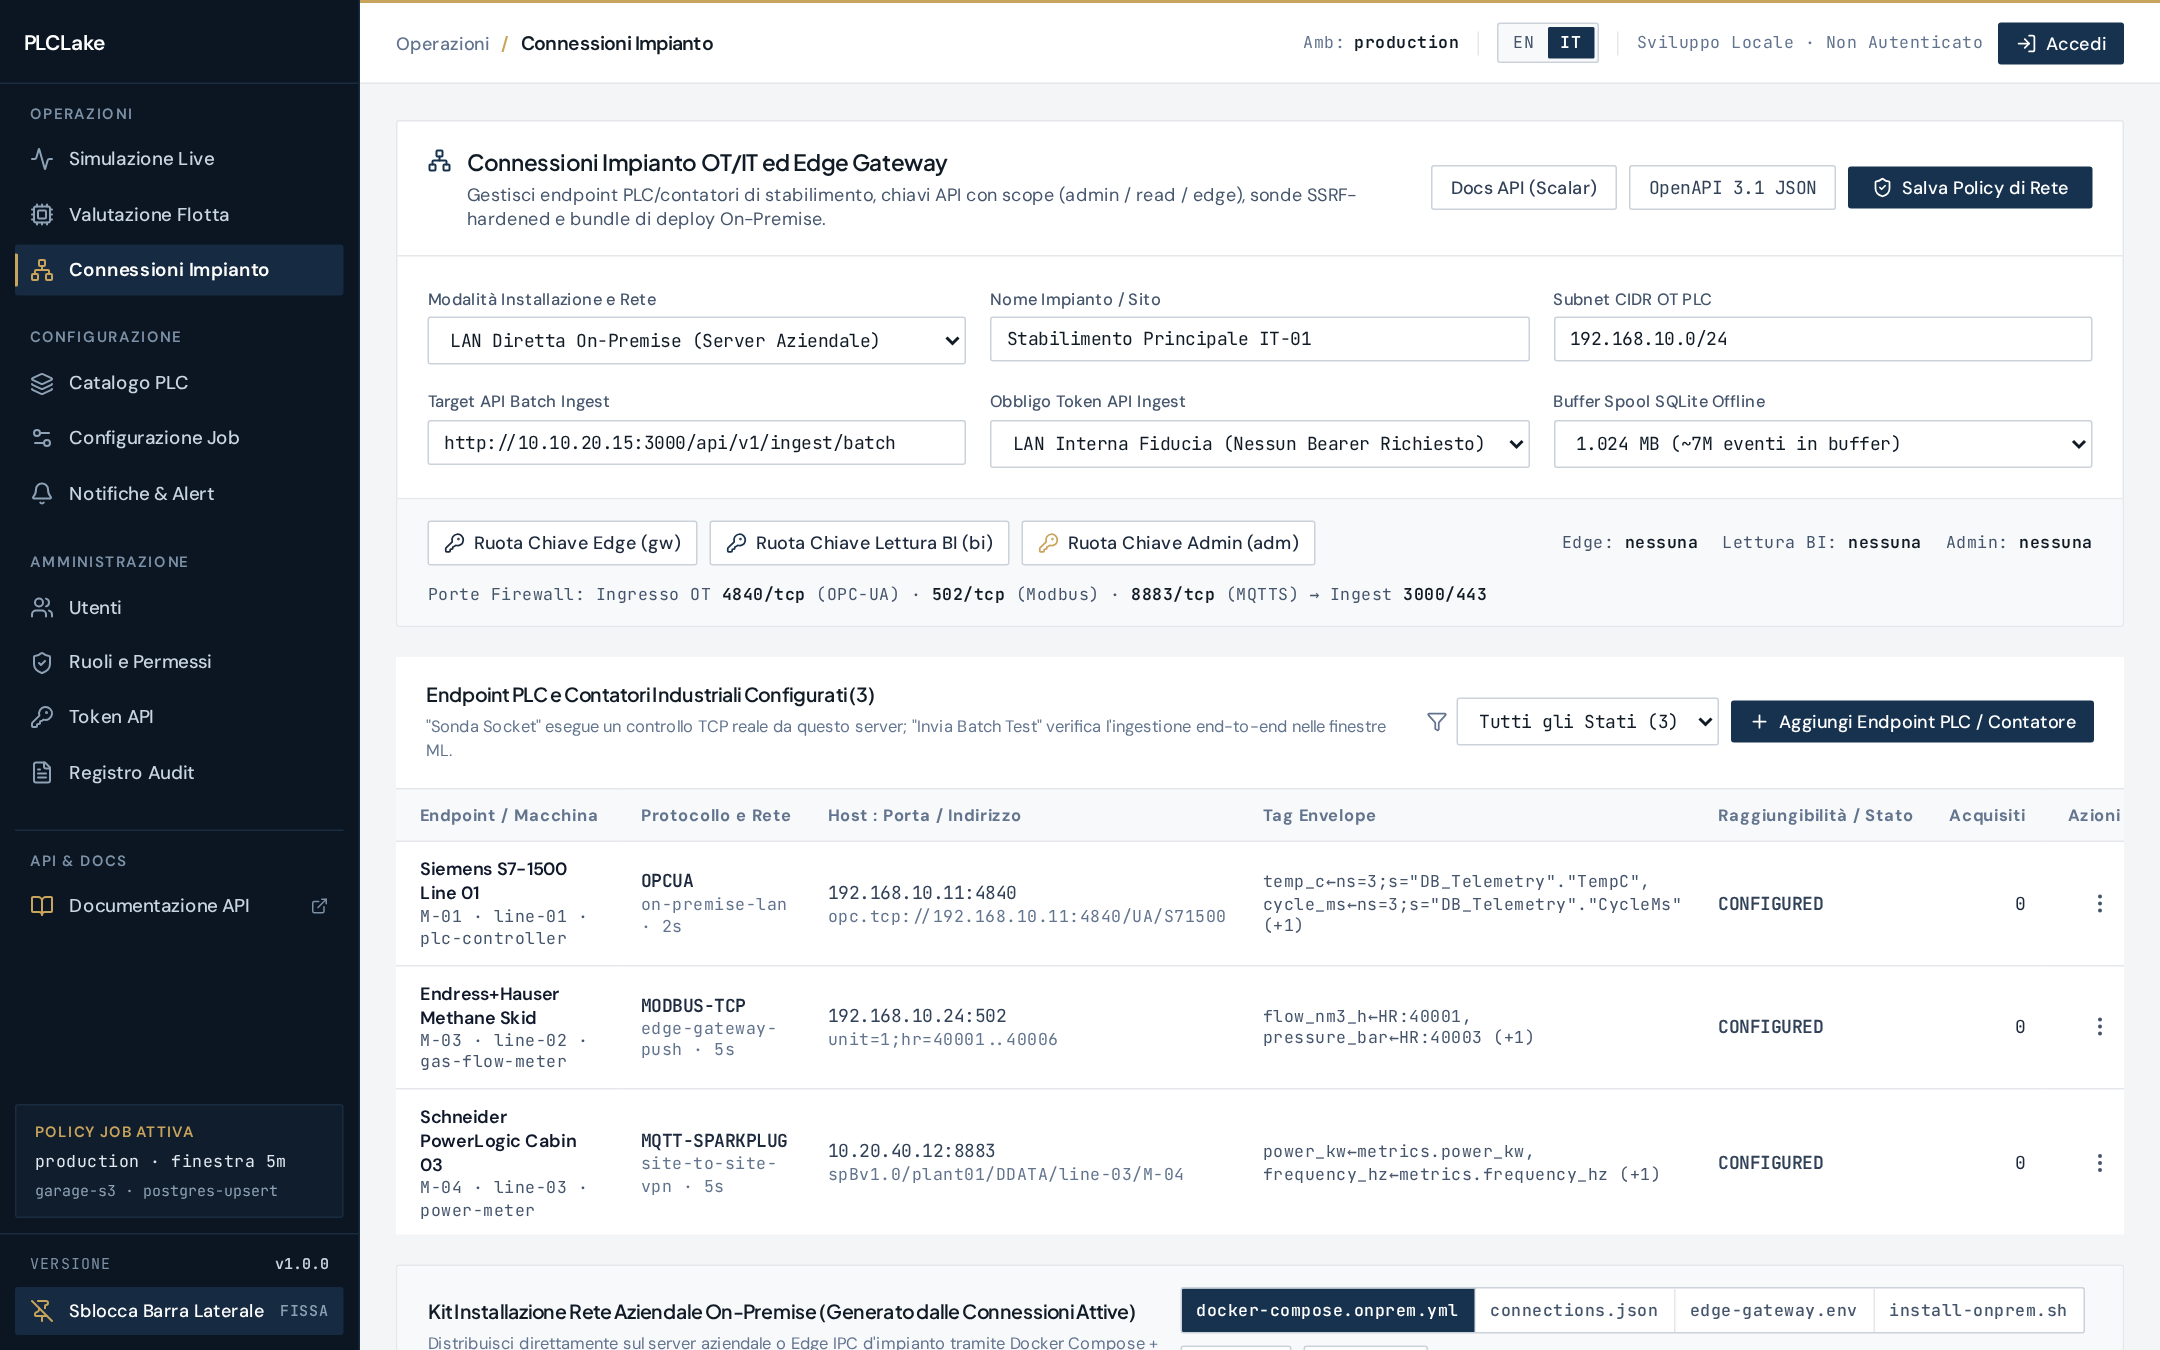 PLCLake
OPERAZIONI
Simulazione Live
Valutazione Flotta
Connessioni Impianto
CONFIGURAZIONE
Catalogo PLC
Configurazione Job
Notifiche & Alert
AMMINISTRAZIONE
Utenti
Ruoli e Permessi
Token API
Registro Audit
API & DOCS
Documentazione API
POLICY JOB ATTIVA
production · finestra 5m
garage-s3 · postgres-upsert
VERSIONE v1.0.0
Sblocca Barra Laterale FISSA
Operazioni / Connessioni Impianto
Amb: production EN IT Sviluppo Locale · Non Autenticato Accedi
Connessioni Impianto OT/IT ed Edge Gateway
Gestisci endpoint PLC/contatori di stabilimento, chiavi API con scope (admin / read / edge), sonde SSRF-
hardened e bundle di deploy On-Premise.
Docs API (Scalar) OpenAPI 3.1 JSON Salva Policy di Rete
Modalità Installazione e Rete
LAN Diretta On-Premise (Server Aziendale)
Nome Impianto / Sito
Stabilimento Principale IT-01
Subnet CIDR OT PLC
192.168.10.0/24
Target API Batch Ingest
http://10.10.20.15:3000/api/v1/ingest/batch
Obbligo Token API Ingest
LAN Interna Fiducia (Nessun Bearer Richiesto)
Buffer Spool SQLite Offline
1.024 MB (~7M eventi in buffer)
Ruota Chiave Edge (gw) Ruota Chiave Lettura BI (bi) Ruota Chiave Admin (adm)
Edge: nessuna Lettura BI: nessuna Admin: nessuna
Porte Firewall: Ingresso OT 4840/tcp (OPC-UA) · 502/tcp (Modbus) · 8883/tcp (MQTTS) → Ingest 3000/443
Endpoint PLC e Contatori Industriali Configurati (3)
"Sonda Socket" esegue un controllo TCP reale da questo server; "Invia Batch Test" verifica l'ingestione end-to-end nelle finestre
ML.
Tutti gli Stati (3) Aggiungi Endpoint PLC / Contatore
Endpoint / Macchina Protocollo e Rete Host : Porta / Indirizzo Tag Envelope Raggiungibilità / Stato Acquisiti Azioni
Siemens S7-1500
Line 01
M-01 · line-01 ·
plc-controller
OPCUA
on-premise-lan
· 2s
192.168.10.11:4840
opc.tcp://192.168.10.11:4840/UA/S71500
temp_c←ns=3;s="DB_Telemetry"."TempC",
cycle_ms←ns=3;s="DB_Telemetry"."CycleMs"
(+1)
CONFIGURED
0
Endress+Hauser
Methane Skid
M-03 · line-02 ·
gas-flow-meter
MODBUS-TCP
edge-gateway-
push · 5s
192.168.10.24:502
unit=1;hr=40001..40006
flow_nm3_h←HR:40001,
pressure_bar←HR:40003 (+1)
CONFIGURED
0
Schneider
PowerLogic Cabin
03
M-04 · line-03 ·
power-meter
MQTT-SPARKPLUG
site-to-site-
vpn · 5s
10.20.40.12:8883
spBv1.0/plant01/DDATA/line-03/M-04
power_kw←metrics.power_kw,
frequency_hz←metrics.frequency_hz (+1)
CONFIGURED
0
Kit Installazione Rete Aziendale On-Premise (Generato dalle Connessioni Attive)
Distribuisci direttamente sul server aziendale o Edge IPC d'impianto tramite Docker Compose +
docker-compose.onprem.yml connections.json edge-gateway.env install-onprem.sh